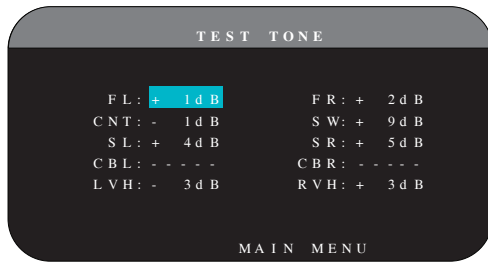 TEST TONE
FL: + 1dB FR: + 2dB
CNT: - 1dB SW: + 9dB
SL: + 4dB SR: + 5dB
CBL: ----- CBR: -----
LVH: - 3dB RVH: + 3dB
MAIN MENU